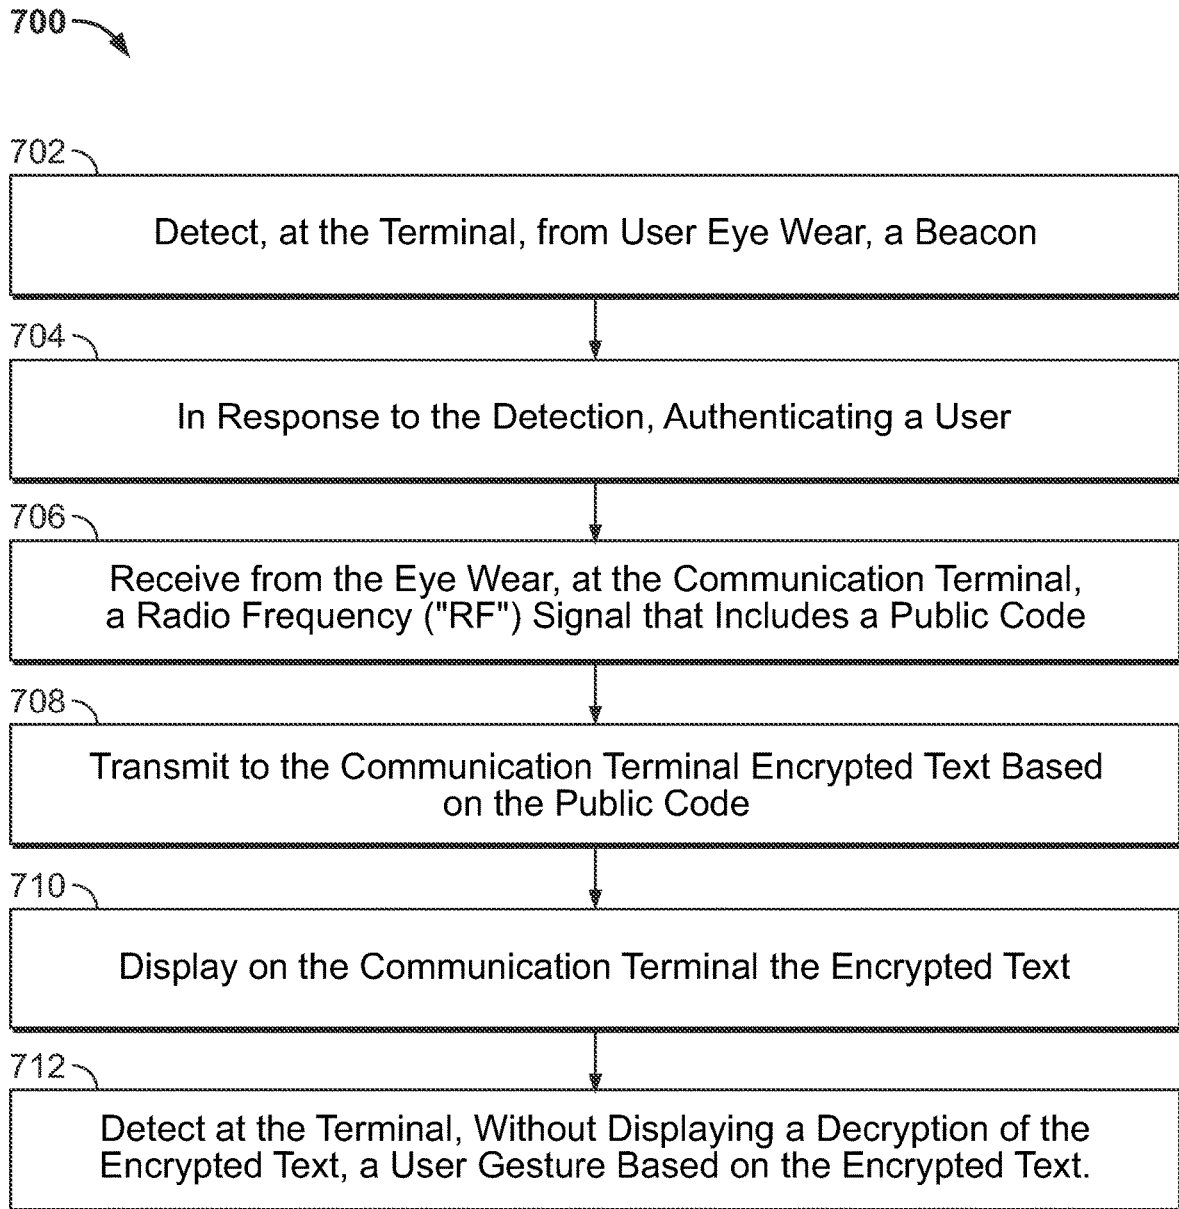 700
702
Detect, at the Terminal, from User Eye Wear, a Beacon
704
In Response to the Detection, Authenticating a User
706
Receive from the Eye Wear, at the Communication Terminal,
a Radio Frequency ("RF") Signal that Includes a Public Code
708
Transmit to the Communication Terminal Encrypted Text Based
on the Public Code
710
Display on the Communication Terminal the Encrypted Text
712
Detect at the Terminal, Without Displaying a Decryption of the
Encrypted Text, a User Gesture Based on the Encrypted Text.